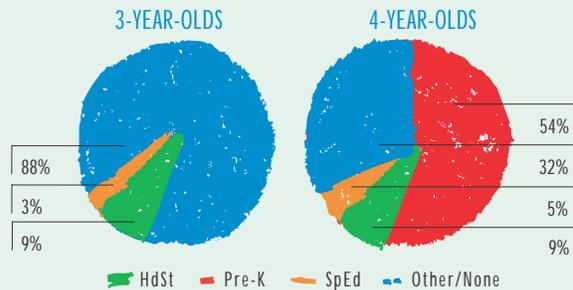 3-YEAR-OLDS 4-YEAR-OLDS
54%
88% 32%
3% 5%
9% 9%
HdSt Pre-K SpEd Other/None